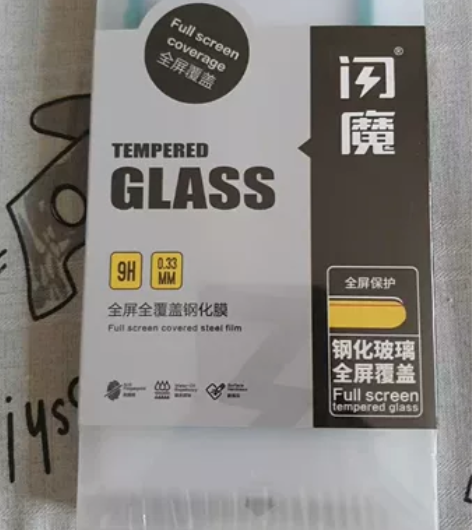 Full screen
coverage
全屏覆盖
闪
魔
®
TEMPERED
GLASS
9H
0.33
MM
全屏全覆盖钢化膜
Full screen covered steel film
全屏保护
钢化玻璃
全屏覆盖
Full screen
tempered glass
iys